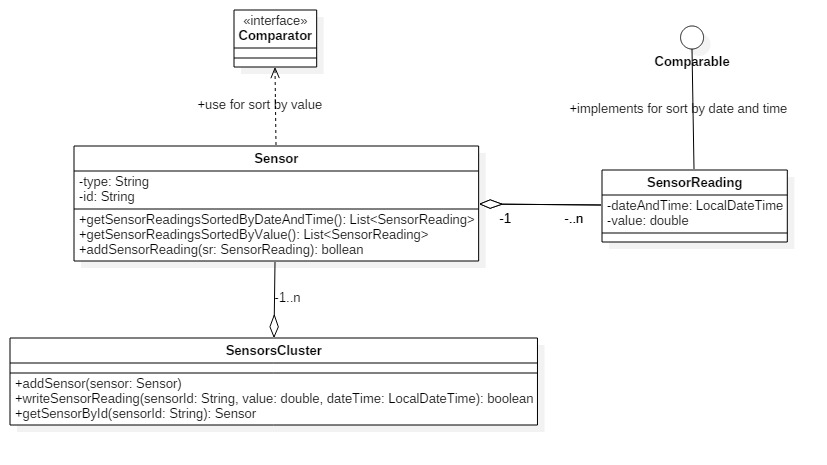 «interface»
Comparator
Comparable
+use for sort by value
+implements for sort by date and time
Sensor
-type: String
-id: String
+getSensorReadingsSortedByDateAndTime(): List<SensorReading>
+getSensorReadingsSortedByValue(): List<SensorReading>
+addSensorReading(sr: SensorReading): bollean
-1
-..n
SensorReading
-dateAndTime: LocalDateTime
-value: double
-1..n
SensorsCluster
+addSensor(sensor: Sensor)
+writeSensorReading(sensorId: String, value: double, dateTime: LocalDateTime): boolean
+getSensorById(sensorId: String): Sensor